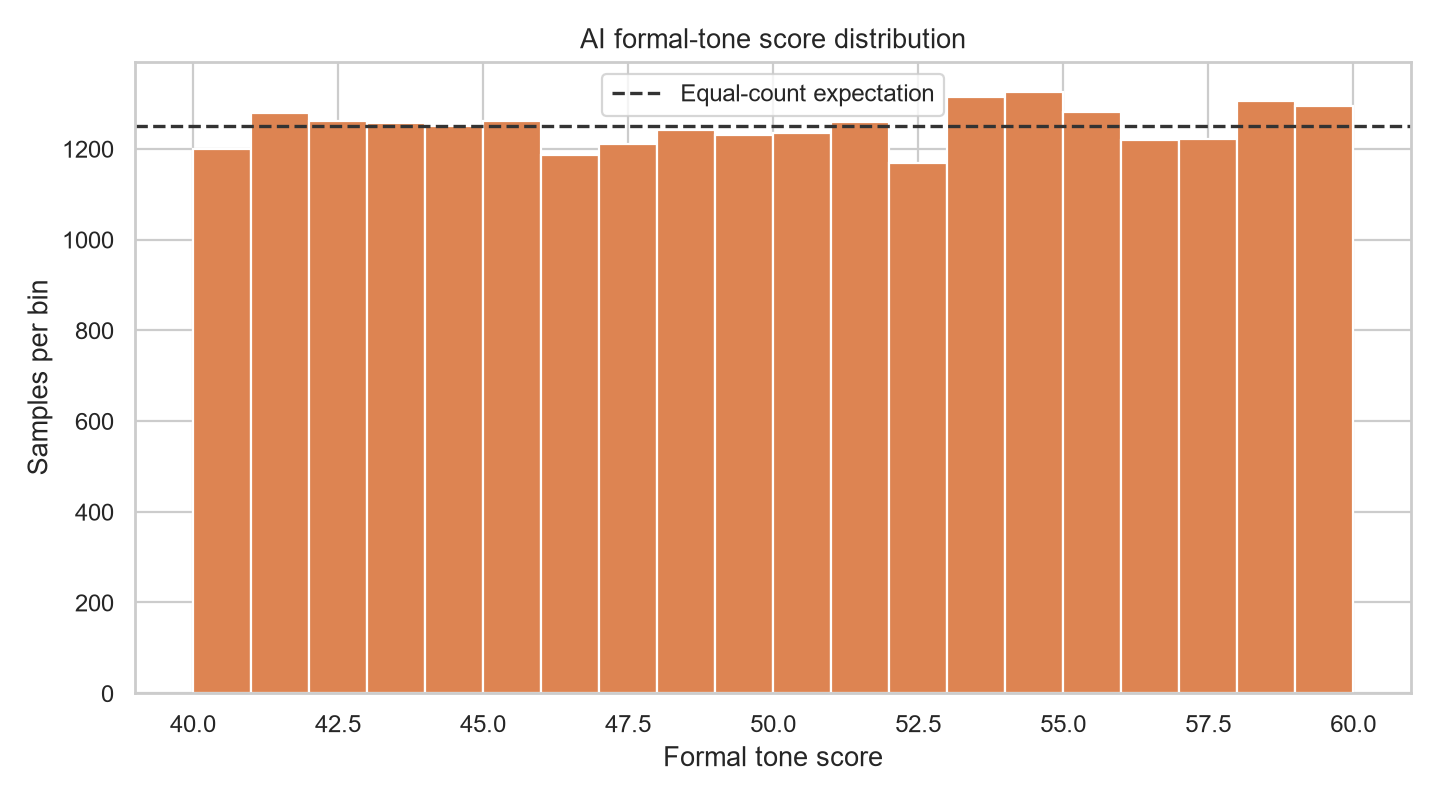 AI formal-tone score distribution
Equal-count expectation
Samples per bin
1200
1000
800
600
400
200
0
40.0 42.5 45.0 47.5 50.0 52.5 55.0 57.5 60.0
Formal tone score